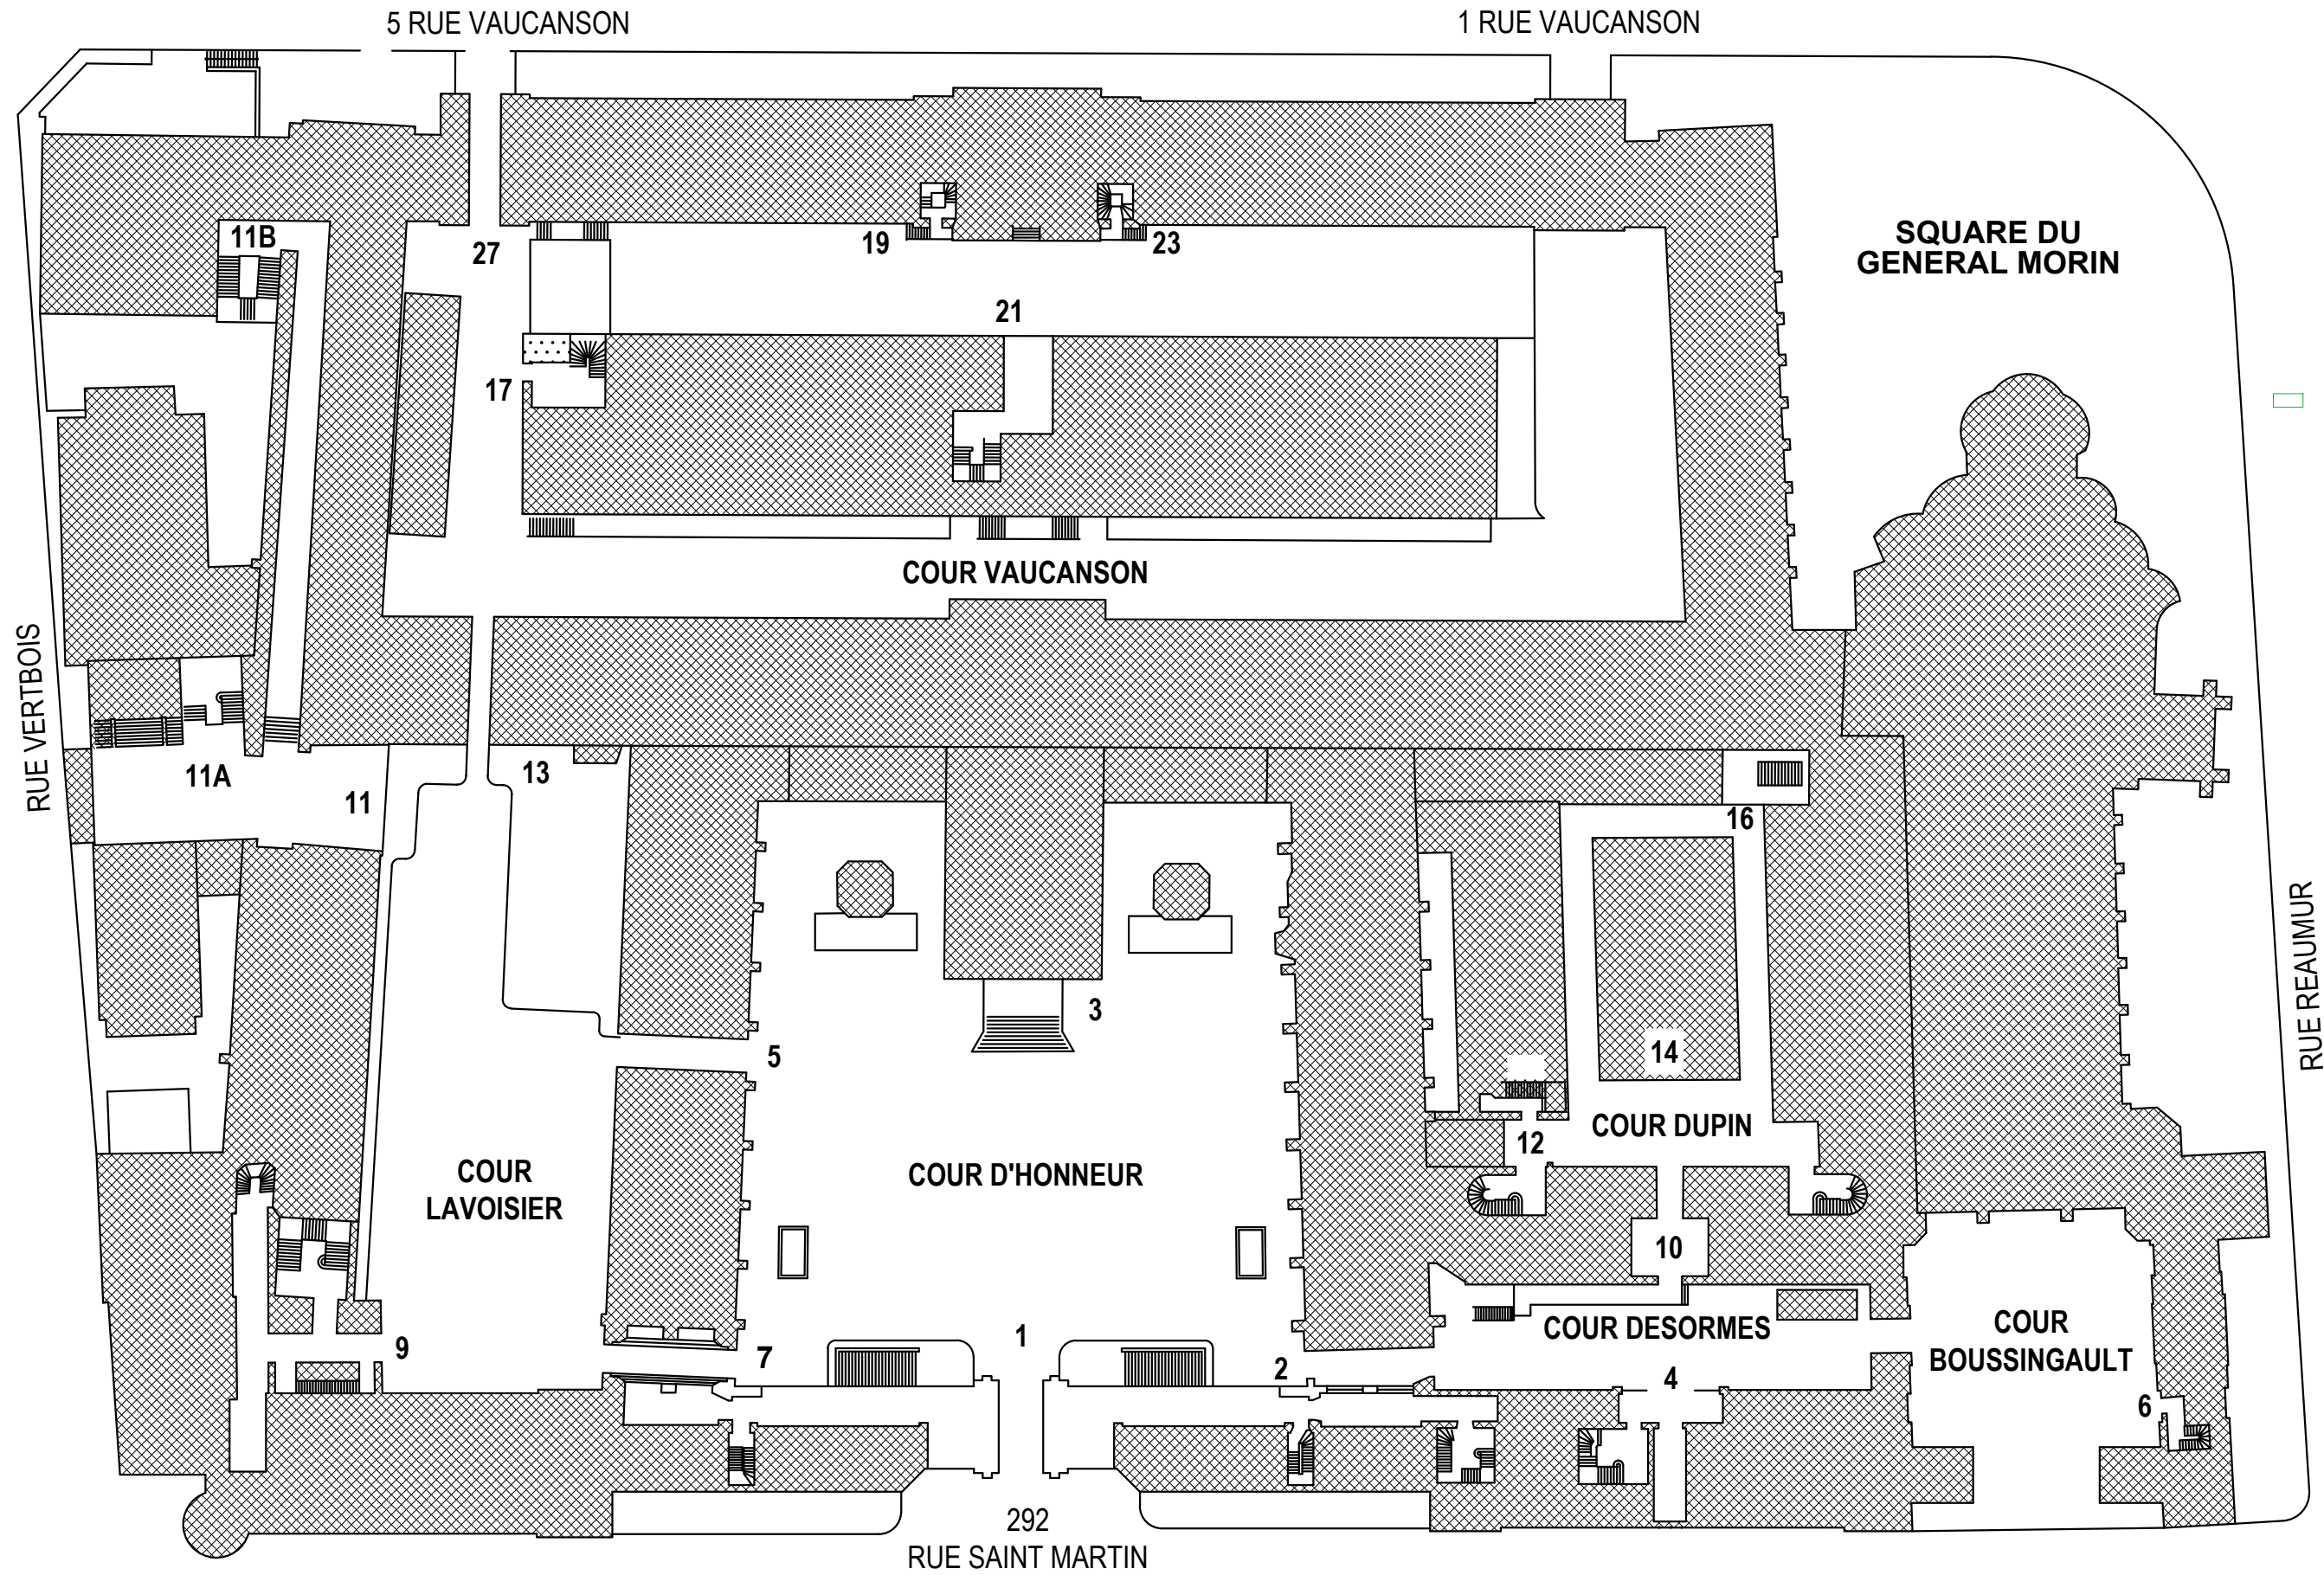 5 RUE VAUCANSON
1 RUE VAUCANSON
SQUARE DU
GENERAL MORIN
11B
27
19
23
21
17
COUR VAUCANSON
RUE VERTBOIS
11A
11
13
16
3
5
14
RUE REAUMUR
COUR DUPIN
12
COUR
LAVOISIER
COUR D'HONNEUR
10
COUR DESORMES
COUR
BOUSSINGAULT
1
9
7
2
4
6
292
RUE SAINT MARTIN